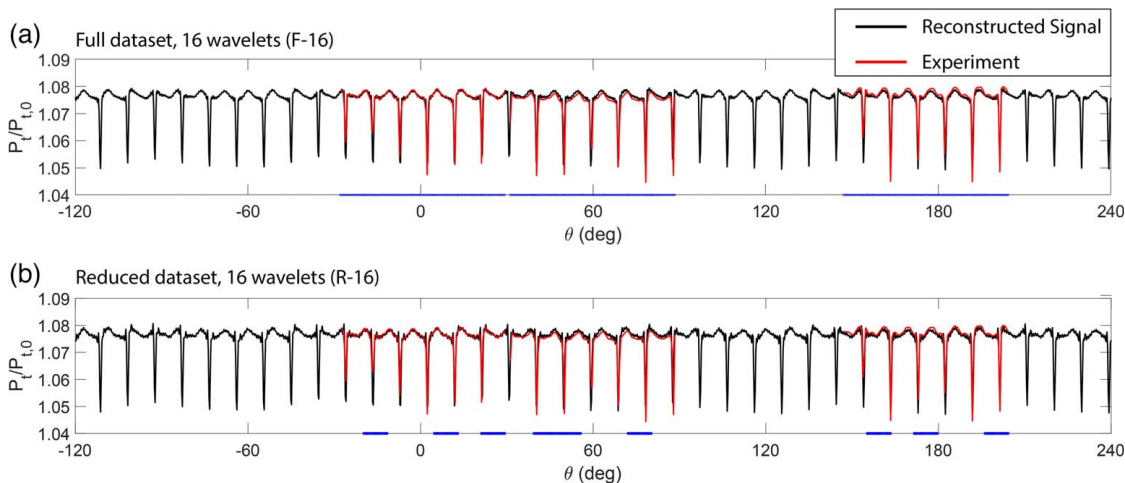 (a) Full dataset, 16 wavelets (F-16)
Reconstructed Signal
Experiment
1.09
1.08
1.07
1.06
1.05
1.04
Pt/Pt,0
-120 -60 0 60 120 180 240
θ (deg)
(b) Reduced dataset, 16 wavelets (R-16)
1.09
1.08
1.07
1.06
1.05
1.04
Pt/Pt,0
-120 -60 0 60 120 180 240
θ (deg)